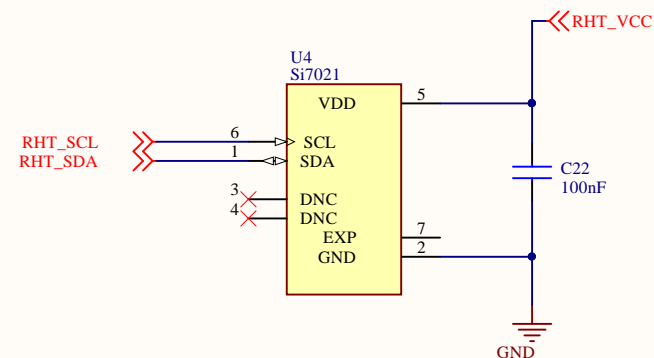 RHT_VCC
U4
Si7021
VDD 5
RHT_SCL 6 SCL
RHT_SDA 1 SDA
3 DNC
4 DNC
EXP 7
GND 2
C22
100nF
GND